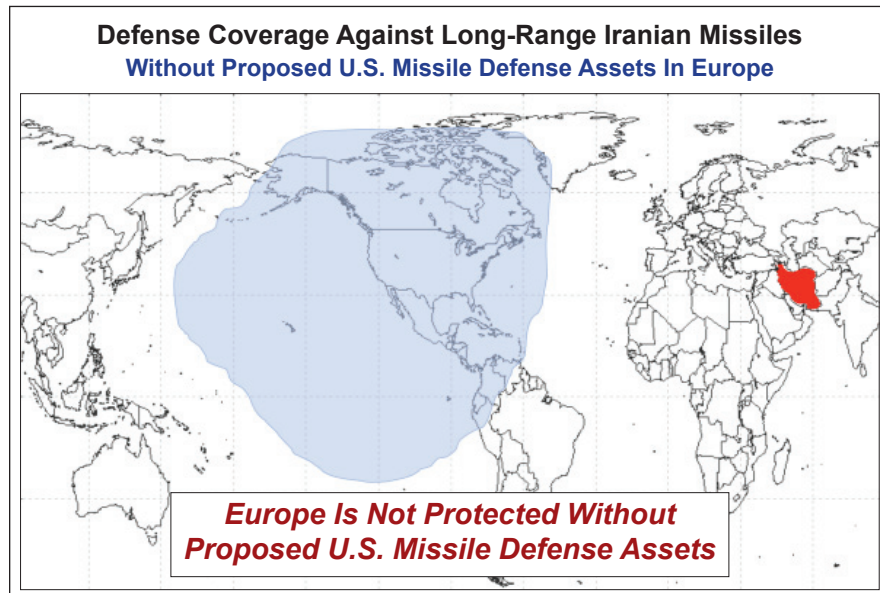 Defense Coverage Against Long-Range Iranian Missiles
Without Proposed U.S. Missile Defense Assets In Europe
Europe Is Not Protected Without
Proposed U.S. Missile Defense Assets